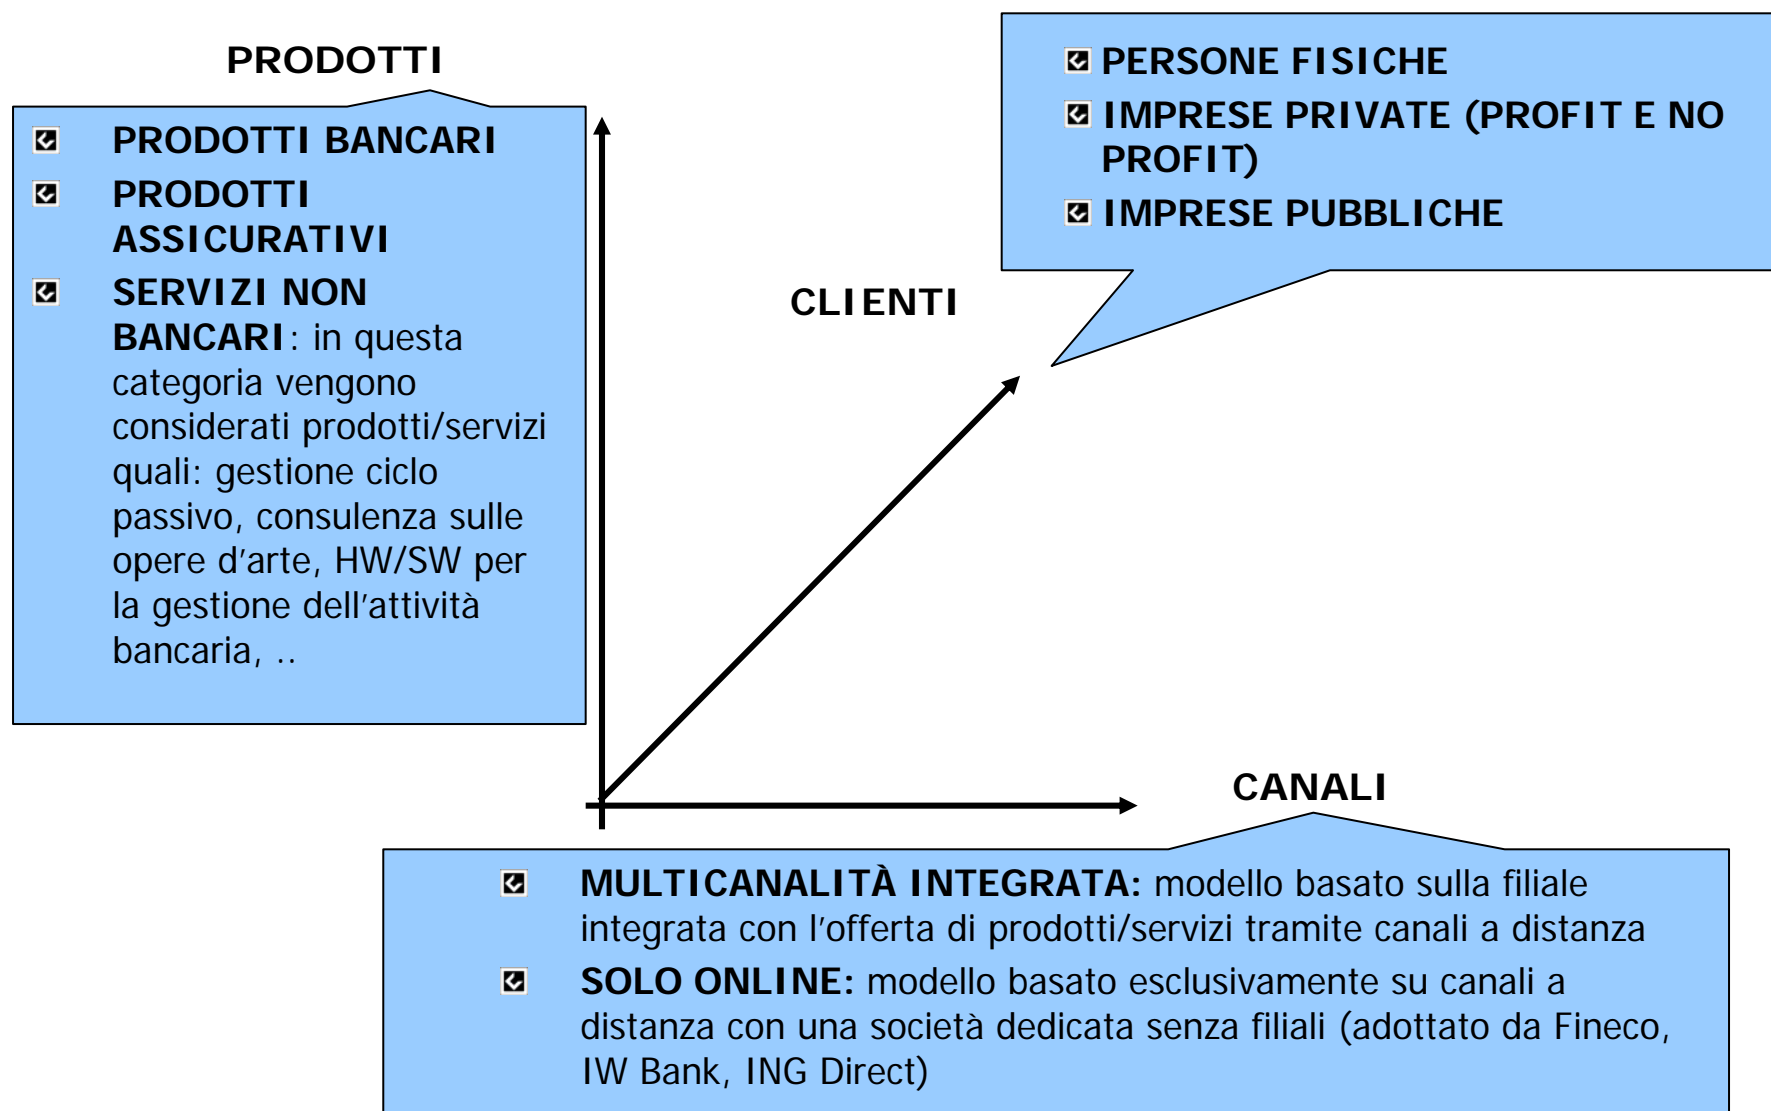 PRODOTTI
PRODOTTI BANCARI
PRODOTTI
ASSICURATIVI
SERVIZI NON
BANCARI: in questa
categoria vengono
considerati prodotti/servizi
quali: gestione ciclo
passivo, consulenza sulle
opere d’arte, HW/SW per
la gestione dell’attività
bancaria, ..
PERSONE FISICHE
IMPRESE PRIVATE (PROFIT E NO
PROFIT)
IMPRESE PUBBLICHE
CLIENTI
CANALI
MULTICANALITÀ INTEGRATA: modello basato sulla filiale
integrata con l’offerta di prodotti/servizi tramite canali a distanza
SOLO ONLINE: modello basato esclusivamente su canali a
distanza con una società dedicata senza filiali (adottato da Fineco,
IW Bank, ING Direct)